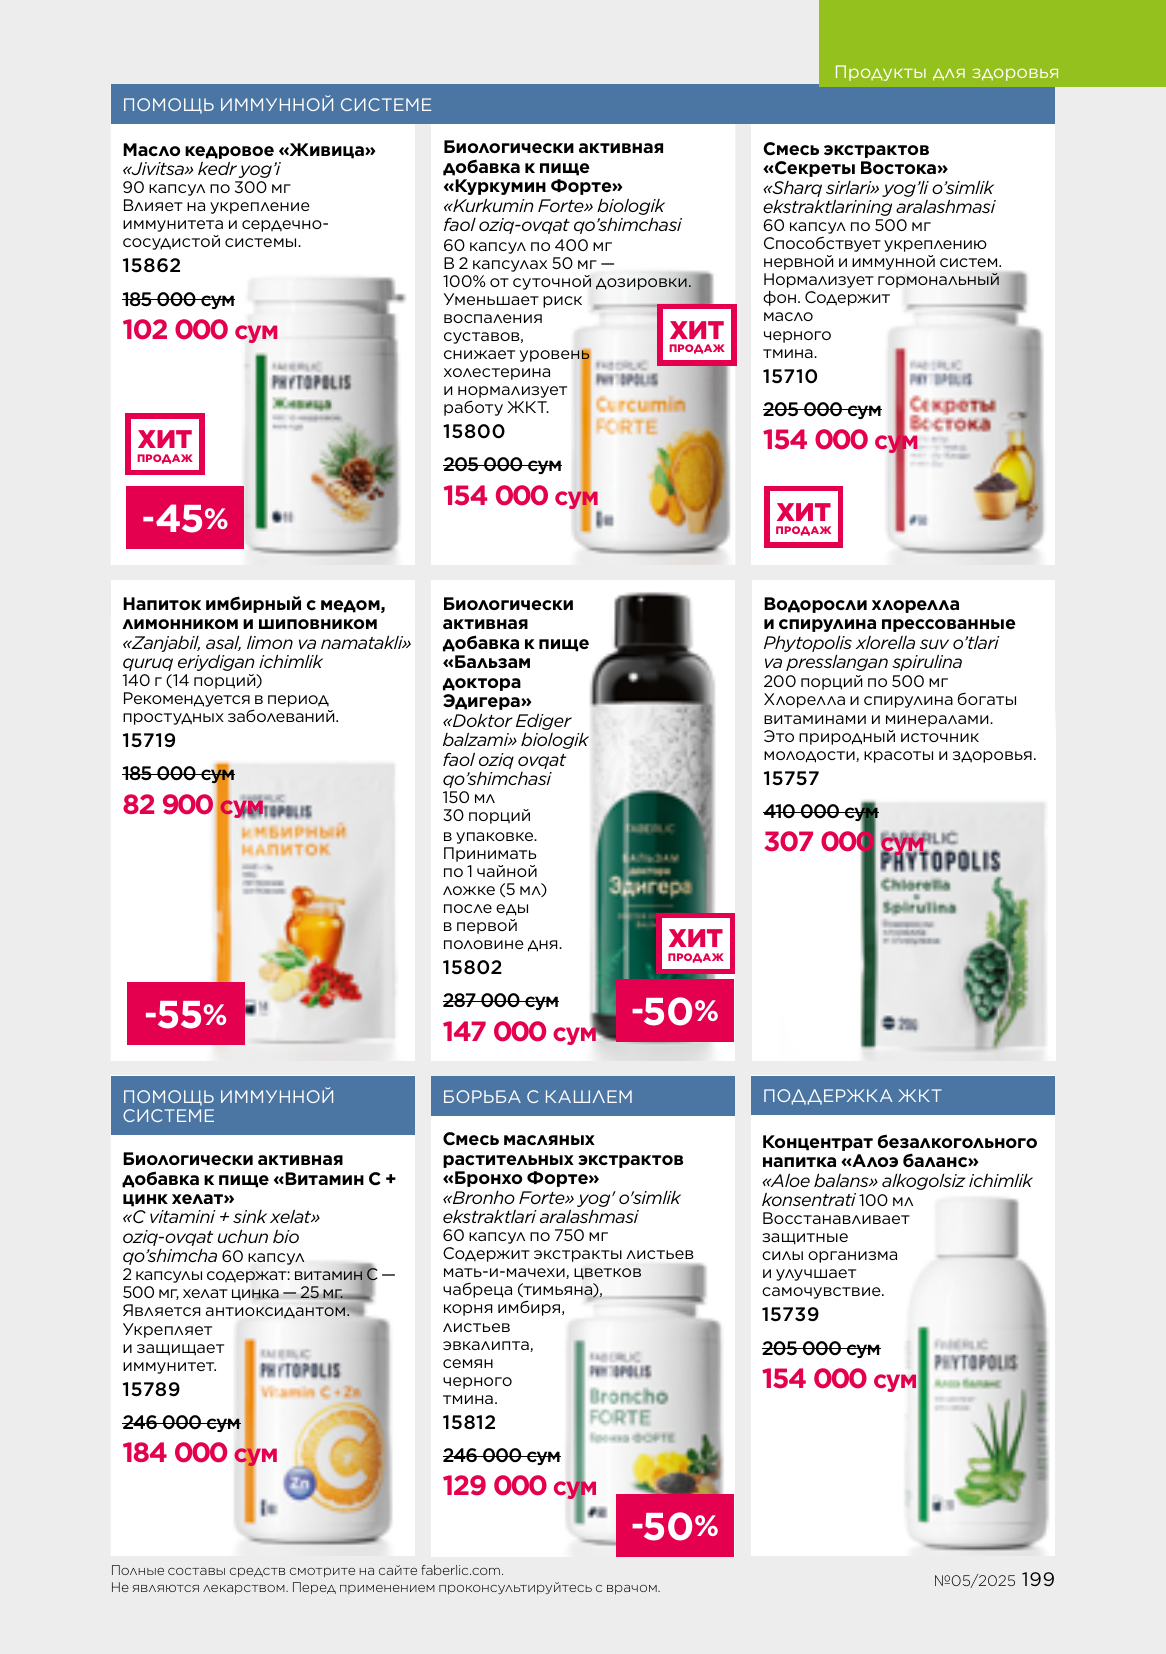 Продукты для здоровья
ПОМОЩЬ ИММУННОЙ СИСТЕМЕ
Масло кедровое «Живица»
«Jivitsa» kedr yog‘i
90 капсул по 300 мг
Влияет на укрепление
иммунитета и сердечно-
сосудистой системы.
15862
185 000 сум
102 000 сум
ХИТ
ПРОДАЖ
-45%
FABERLIC
PHYTOPOLIS
Живица
Биологически активная
добавка к пище
«Куркумин Форте»
«Kurkumin Forte» biologik
faol oziq-ovqat qo‘shimchasi
60 капсул по 400 мг
В 2 капсулах 50 мг —
100% от суточной дозировки.
Уменьшает риск
воспаления
суставов,
снижает уровень
холестерина
и нормализует
работу ЖКТ.
15800
205 000 сум
154 000 сум
ХИТ
ПРОДАЖ
FABERLIC
PHYTOPOLIS
Curcumin
FORTE
Смесь экстрактов
«Секреты Востока»
«Sharq sirlari» yog‘li o‘simlik
ekstraktlarining aralashmasi
60 капсул по 500 мг
Способствует укреплению
нервной и иммунной систем.
Нормализует гормональный
фон. Содержит
масло
черного
тмина.
15710
205 000 сум
154 000 сум
ХИТ
ПРОДАЖ
FABERLIC
PHYTOPOLIS
Секреты
Востока
Напиток имбирный с медом,
лимонником и шиповником
«Zanjabil, asal, limon va namatakli»
quruq eriydigan ichimlik
140 г (14 порций)
Рекомендуется в период
простудных заболеваний.
15719
185 000 сум
82 900 сум
-55%
FABERLIC
PHYTOPOLIS
ИМБИРНЫЙ
НАПИТОК
Биологически
активная
добавка к пище
«Бальзам
доктора
Эдигера»
«Doktor Ediger
balzami» biologik
faol oziq ovqat
qo‘shimchasi
150 мл
30 порций
в упаковке.
Принимать
по 1 чайной
ложке (5 мл)
после еды
в первой
половине дня.
15802
287 000 сум
147 000 сум
ХИТ
ПРОДАЖ
-50%
FABERLIC
БАЛЬЗАМ
доктора
Эдигера
Водоросли хлорелла
и спирулина прессованные
Phytopolis xlorella suv o‘tlari
va presslangan spirulina
200 порций по 500 мг
Хлорелла и спирулина богаты
витаминами и минералами.
Это природный источник
молодости, красоты и здоровья.
15757
410 000 сум
307 000 сум
FABERLIC
PHYTOPOLIS
Chlorella
+
Spirulina
ПОМОЩЬ ИММУННОЙ
СИСТЕМЕ
Биологически активная
добавка к пище «Витамин С +
цинк хелат»
«C vitamini + sink xelat»
oziq-ovqat uchun bio
qo‘shimcha 60 капсул
2 капсулы содержат: витамин С —
500 мг, хелат цинка — 25 мг.
Является антиоксидантом.
Укрепляет
и защищает
иммунитет.
15789
246 000 сум
184 000 сум
FABERLIC
PHYTOPOLIS
Vitamin C + Zn
Zn
БОРЬБА С КАШЛЕМ
Смесь масляных
растительных экстрактов
«Бронхо Форте»
«Bronho Forte» yog‘ o‘simlik
ekstraktlari aralashmasi
60 капсул по 750 мг
Содержит экстракты листьев
мать-и-мачехи, цветков
чабреца (тимьяна),
корня имбиря,
листьев
эвкалипта,
семян
черного
тмина.
15812
246 000 сум
129 000 сум
-50%
FABERLIC
PHYTOPOLIS
Broncho
FORTE
Бронхо ФОРТЕ
ПОДДЕРЖКА ЖКТ
Концентрат безалкогольного
напитка «Алоэ баланс»
«Aloe balans» alkogolsiz ichimlik
konsentrati 100 мл
Восстанавливает
защитные
силы организма
и улучшает
самочувствие.
15739
205 000 сум
154 000 сум
FABERLIC
PHYTOPOLIS
Алоэ баланс
Полные составы средств смотрите на сайте faberlic.com.
Не являются лекарством. Перед применением проконсультируйтесь с врачом.
№05/2025 199